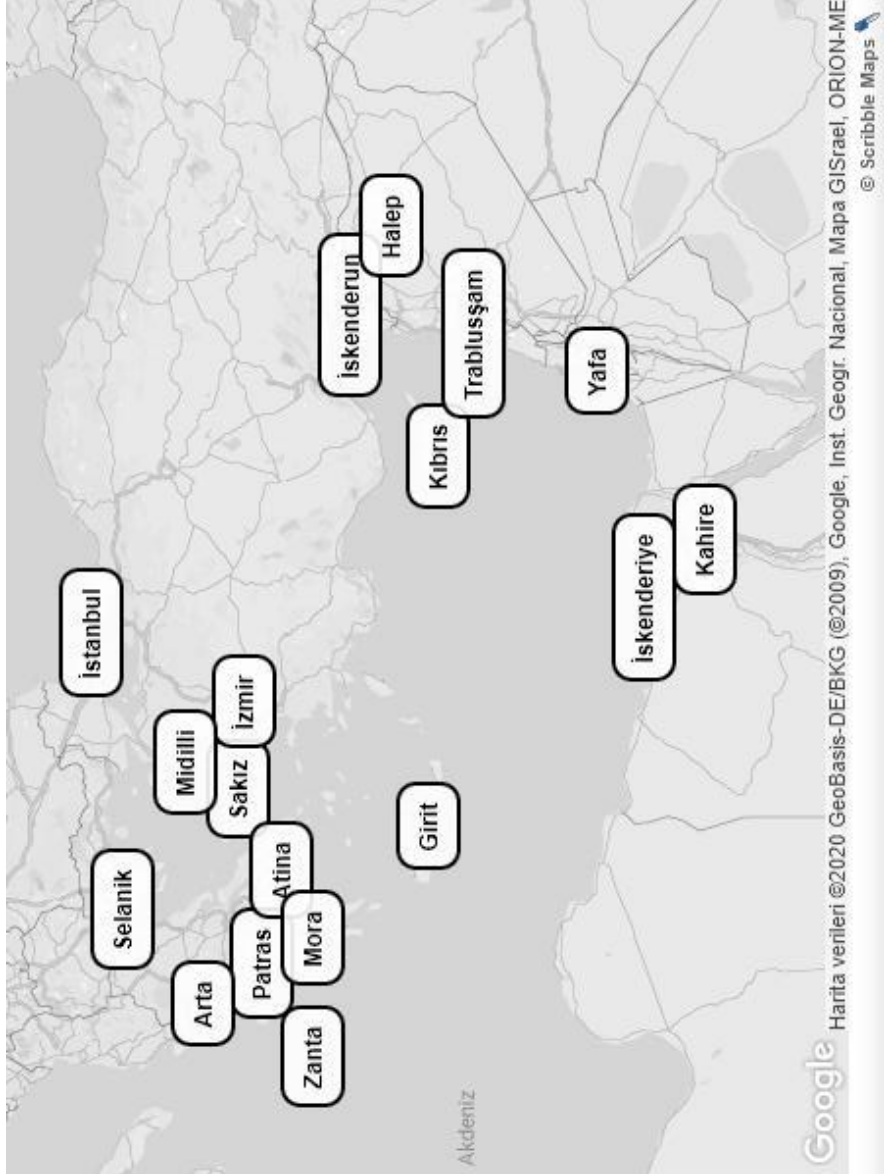 İstanbul
Selanik
Midilli
Arta
Sakız
İzmir
Patras
Atina
Zanta
Mora
İskenderun
Halep
Girit
Kıbrıs
Trablusşam
Akdeniz
Yafa
İskenderiye
Kahire
Google
Harita verileri ©2020 GeoBasis-DE/BKG (©2009), Google, Inst. Geogr. Nacional, Mapa GISrael, ORION-ME
© Scribble Maps